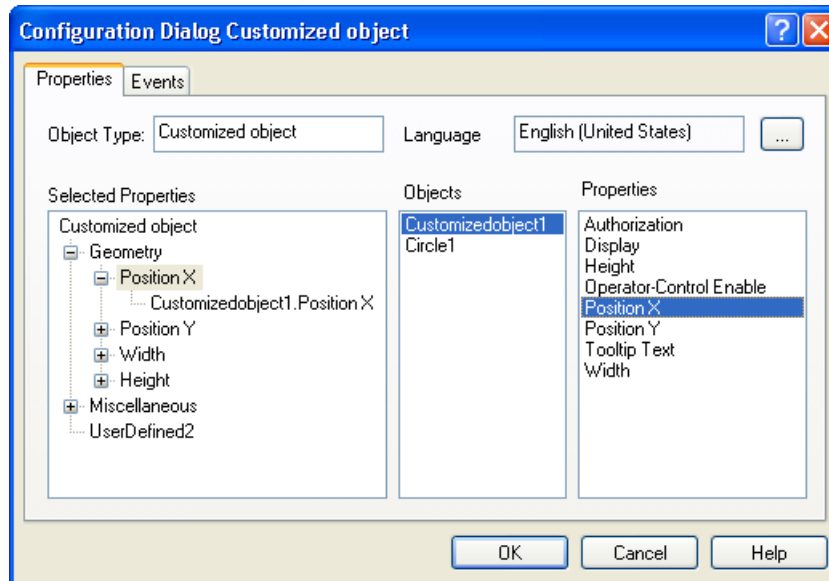 Configuration Dialog Customized object
Properties Events
Object Type: Customized object Language English (United States) ...
Selected Properties Objects Properties
Customized object
Geometry
Position X
Customizedobject1.Position X
Position Y
Width
Height
Miscellaneous
UserDefined2
Customizedobject1
Circle1
Authorization
Display
Height
Operator-Control Enable
Position X
Position Y
Tooltip Text
Width
OK Cancel Help